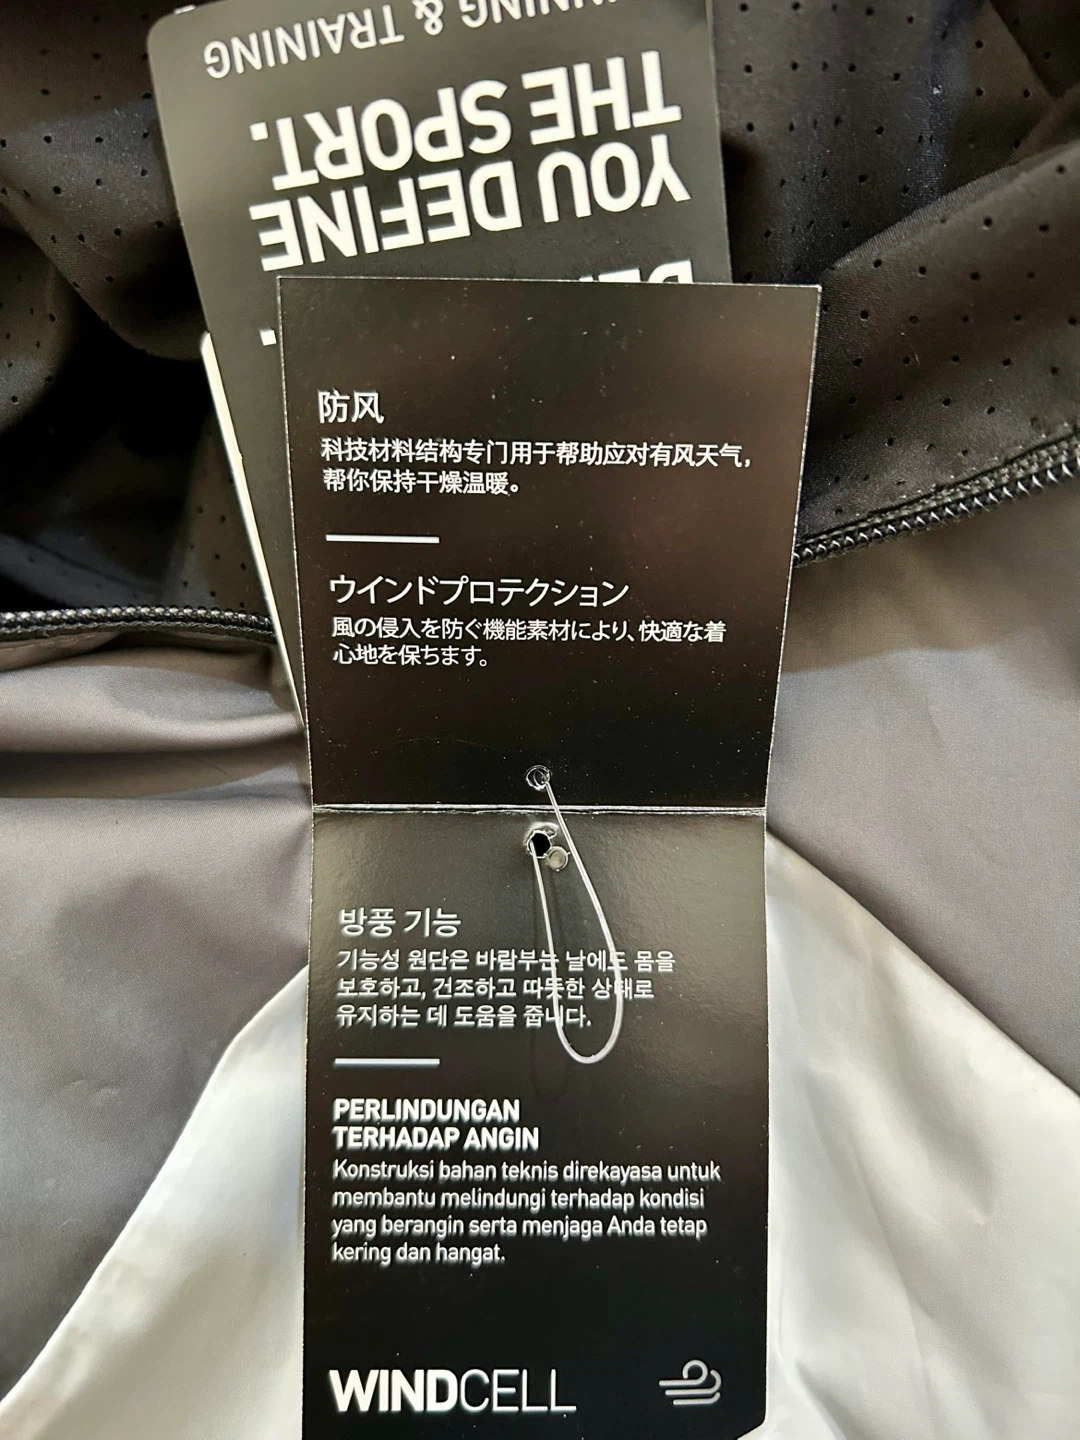 & TRAINING
THE SPORT.
YOU DEFINE
防风
科技材料结构专门用于帮助应对有风天气，
帮你保持干燥温暖。
ウインドプロテクション
風の侵入を防ぐ機能素材により、快適な着
心地を保ちます。
방풍 기능
기능성 원단은 바람부는 날에도 몸을
보호하고, 건조하고 따뜻한 상태로
유지하는 데 도움을 줍니다.
PERLINDUNGAN
TERHADAP ANGIN
Konstruksi bahan teknis direkayasa untuk
membantu melindungi terhadap kondisi
yang berangin serta menjaga Anda tetap
kering dan hangat.
WINDCELL